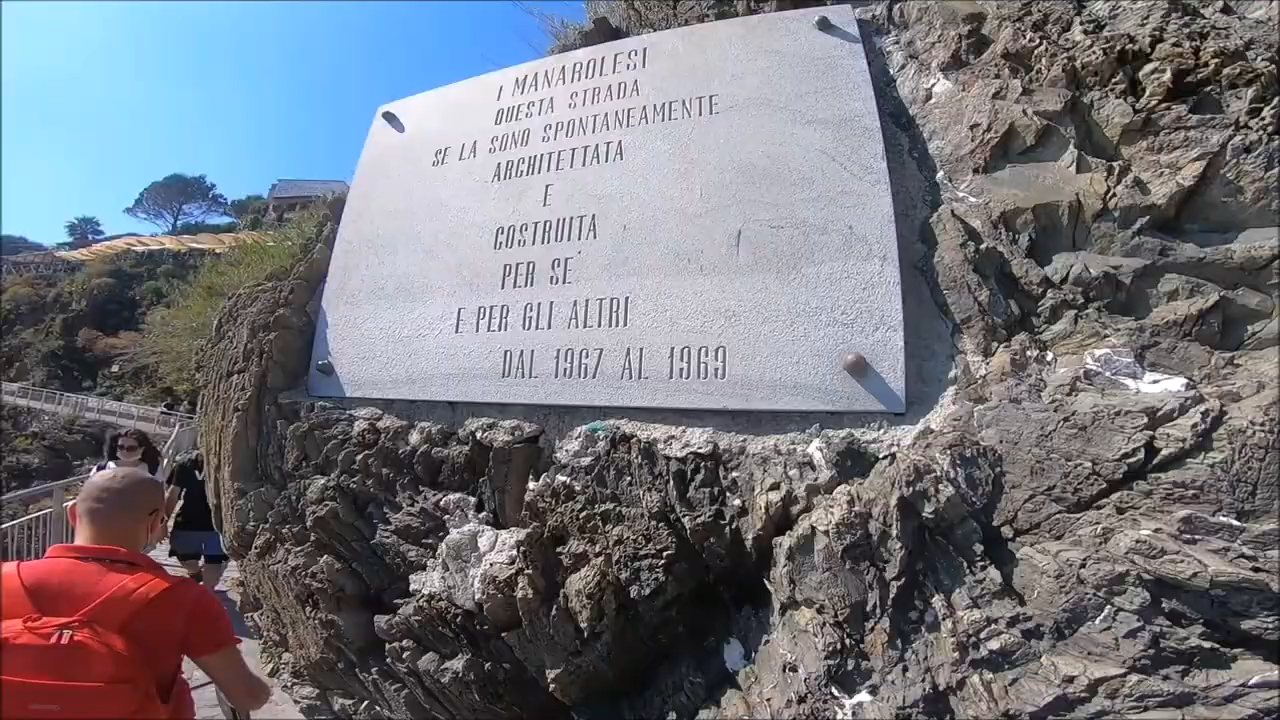 I MANAROLESI
QUESTA STRADA
SE LA SONO SPONTANEAMENTE
ARCHITETTATA
E
COSTRUITA
PER SE'
E PER GLI ALTRI
DAL 1967 AL 1969